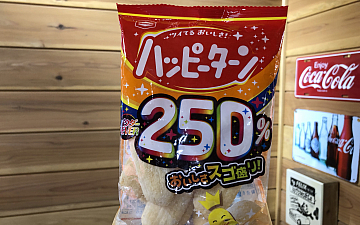 ツイてる おいしさ!
ハッピーターン
250%
おいしさスゴ盛り!
Enjoy
Coca-Cola